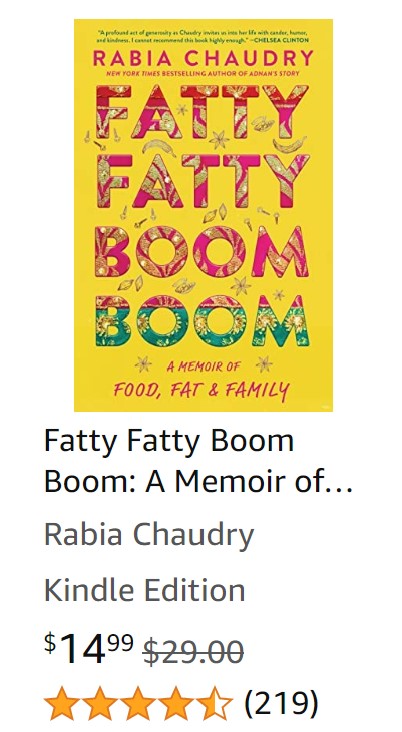 "A profound act of generosity as Chaudry invites us into her life with candor, humor,
and kindness. I cannot recommend this book highly enough." —CHELSEA CLINTON
RABIA CHAUDRY
NEW YORK TIMES BESTSELLING AUTHOR OF ADNAN'S STORY
FATTY
FATTY
BOOM
BOOM
A MEMOIR OF
FOOD, FAT & FAMILY
Fatty Fatty Boom
Boom: A Memoir of...
Rabia Chaudry
Kindle Edition
$14.99 $29.00
(219)